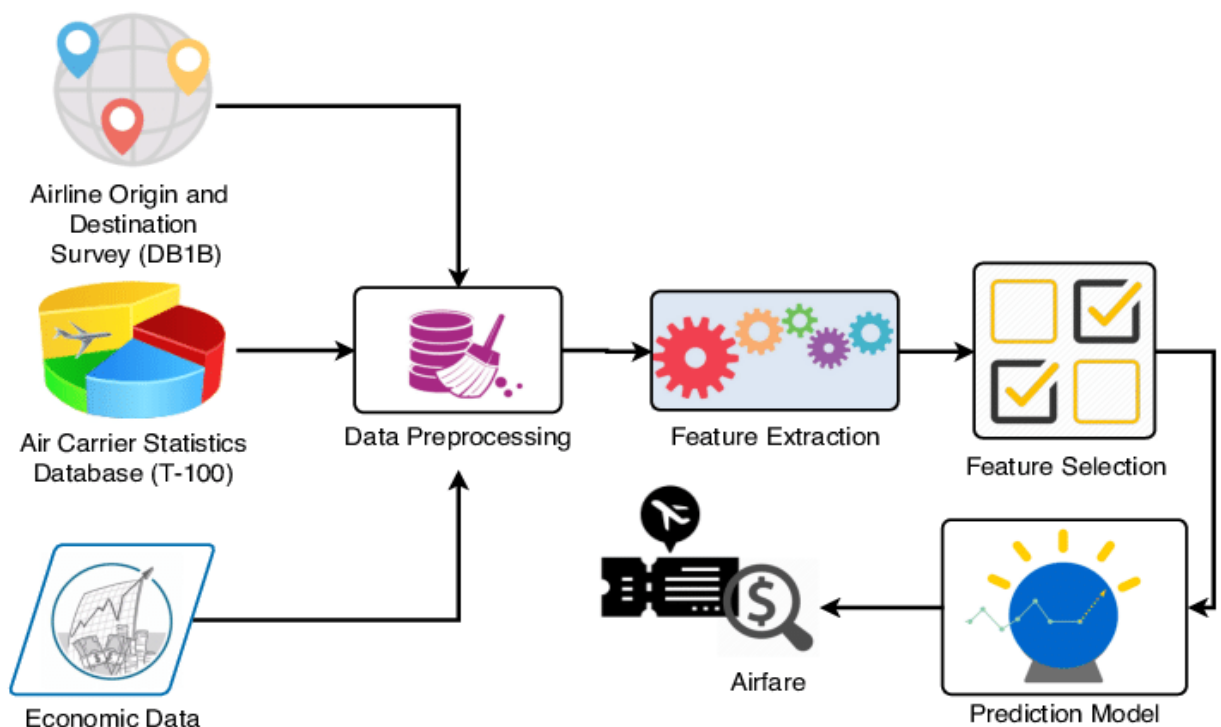 Airline Origin and
Destination
Survey (DB1B)
Air Carrier Statistics
Database (T-100)
Economic Data
Data Preprocessing
Feature Extraction
Feature Selection
Prediction Model
$
Airfare